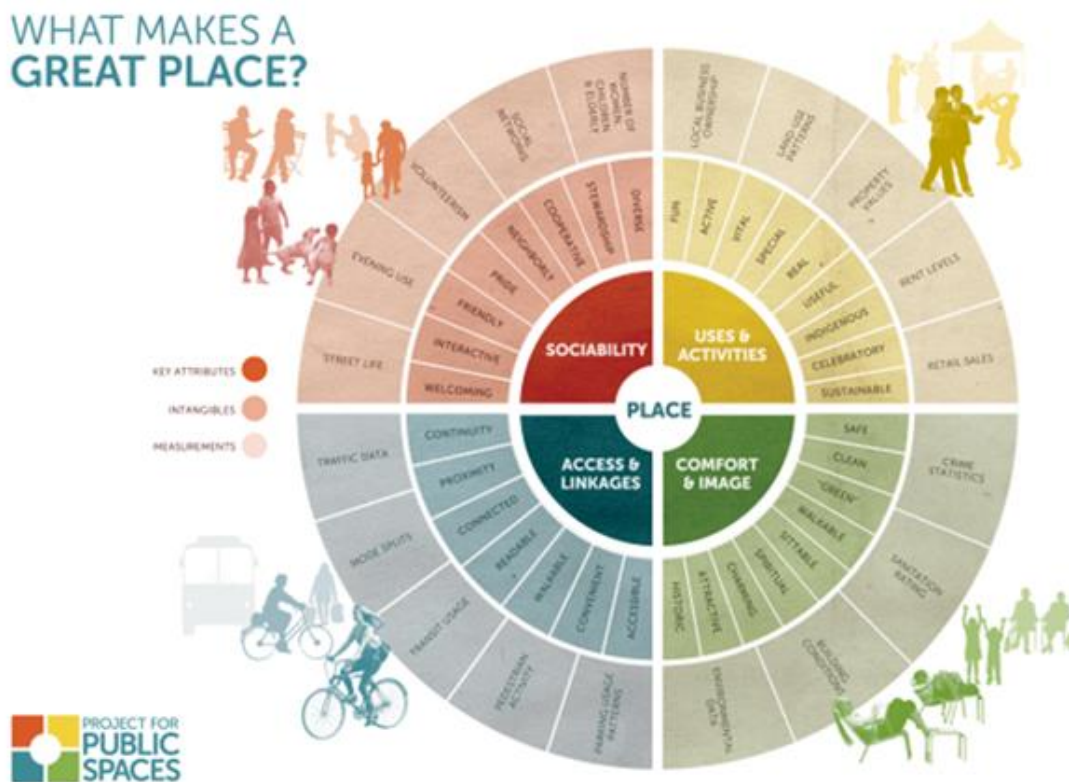 WHAT MAKES A
GREAT PLACE?
KEY ATTRIBUTES
INTANGIBLES
MEASUREMENTS
PLACE
SOCIABILITY
USES &
ACTIVITIES
ACCESS &
LINKAGES
COMFORT
& IMAGE
WELCOMING
INTERACTIVE
FRIENDLY
PRIDE
NEIGHBORLY
COOPERATIVE
STEWARDSHIP
DIVERSE
FUN
ACTIVE
VITAL
SPECIAL
REAL
USEFUL
INDIGENOUS
CELEBRATORY
SUSTAINABLE
SAFE
CLEAN
"GREEN"
WALKABLE
SITTABLE
SPIRITUAL
CHARMING
ATTRACTIVE
HISTORIC
ACCESSIBLE
CONVENIENT
WALKABLE
READABLE
CONNECTED
PROXIMITY
CONTINUITY
STREET LIFE
EVENING USE
VOLUNTEERISM
SOCIAL
NETWORKS
NUMBER OF
WOMEN,
CHILDREN
& ELDERLY
LOCAL BUSINESS
OWNERSHIP
LAND-USE
PATTERNS
PROPERTY
VALUES
RENT LEVELS
RETAIL SALES
CRIME
STATISTICS
SANITATION
RATING
BUILDING
CONDITIONS
ENVIRONMENTAL
DATA
PARKING USAGE
PATTERNS
PEDESTRIAN
ACTIVITY
TRANSIT USAGE
MODE SPLITS
TRAFFIC DATA
PROJECT FOR
PUBLIC
SPACES